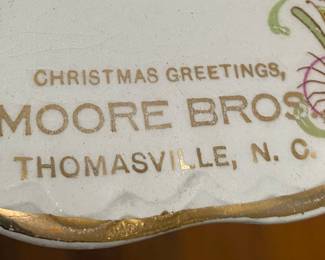 CHRISTMAS GREETINGS,
MOORE BROS.
THOMASVILLE, N. C.